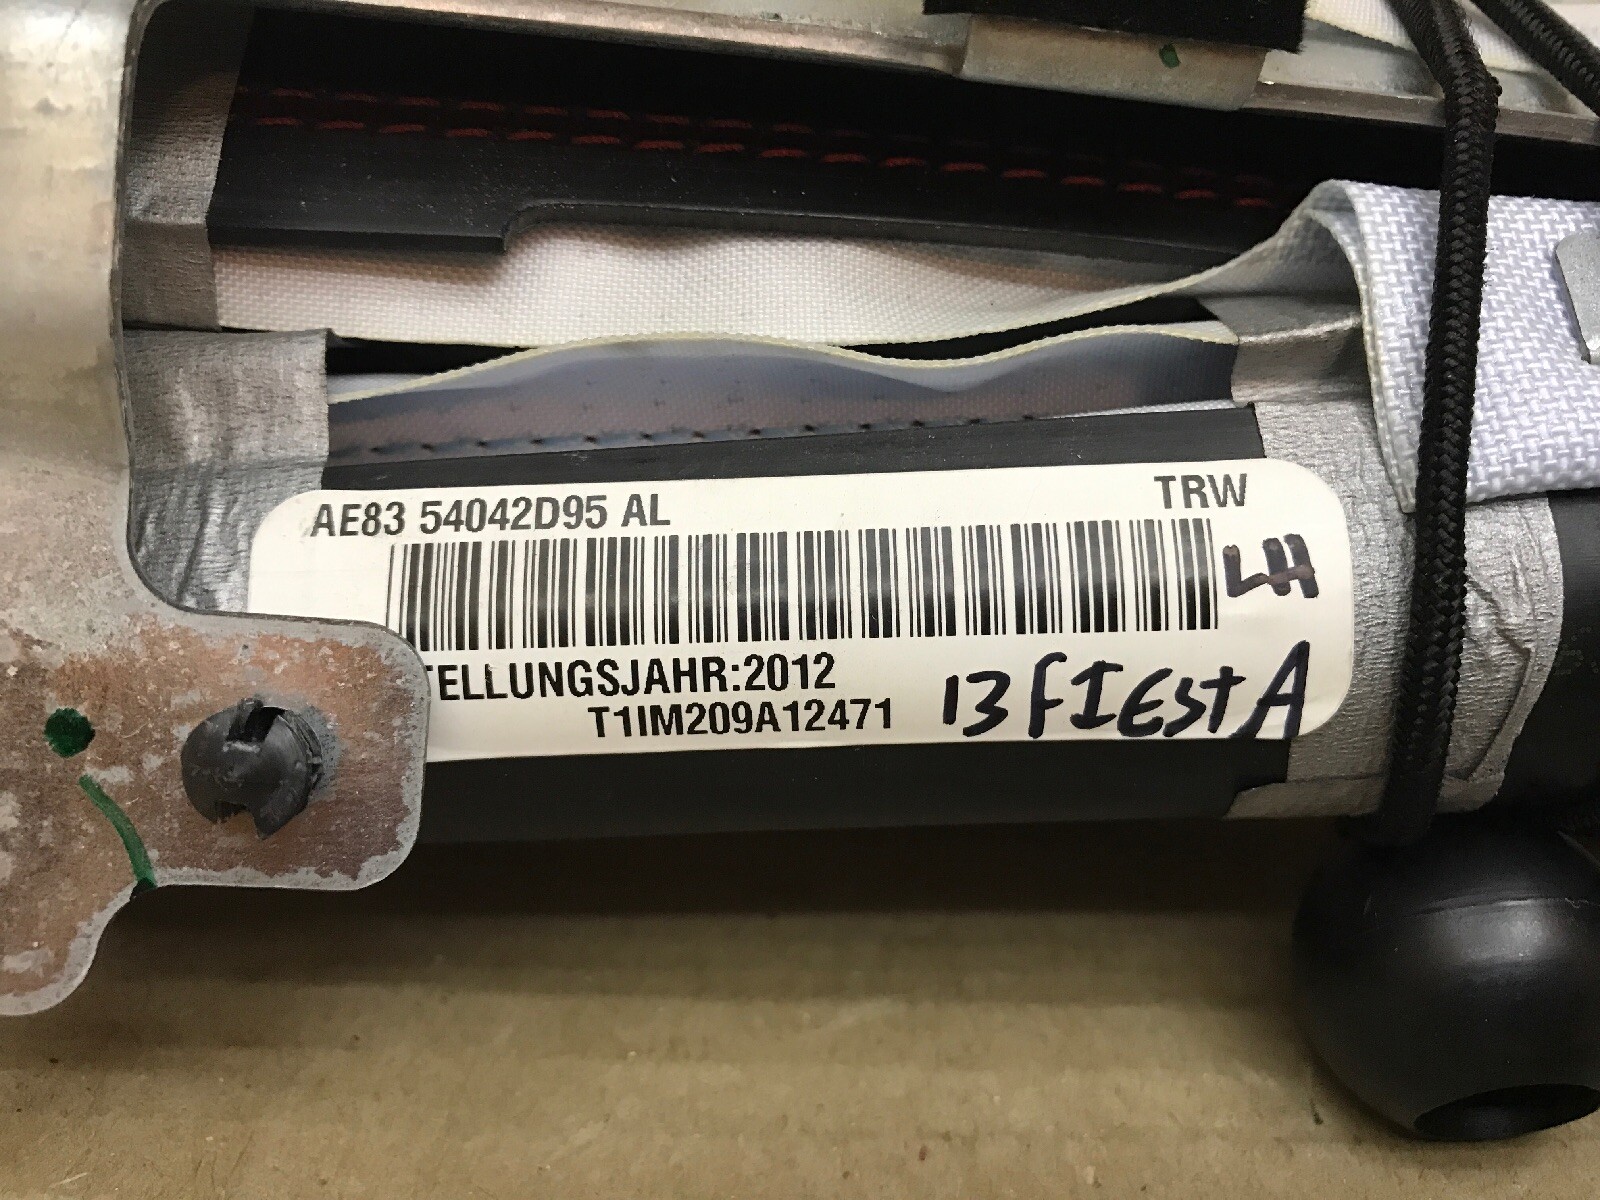 AE83 54042D95 AL TRW
LH
TELLUNGSJAHR:2012
T1IM209A12471 13 FIEStA